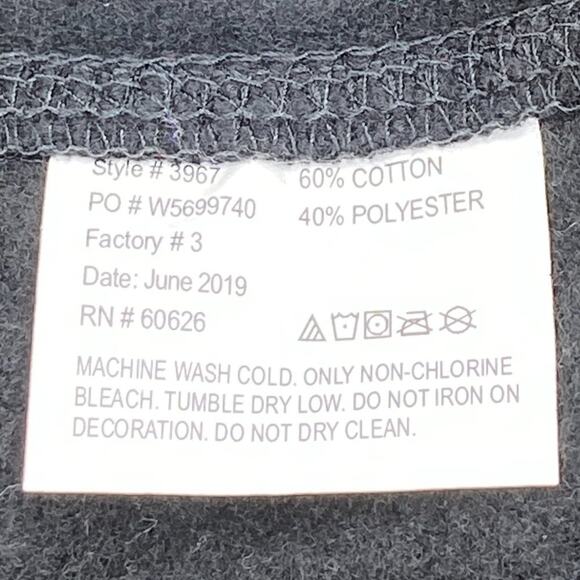 Style # 3967
60% COTTON
PO # W5699740
40% POLYESTER
Factory # 3
Date: June 2019
RN # 60626
MACHINE WASH COLD. ONLY NON-CHLORINE
BLEACH. TUMBLE DRY LOW. DO NOT IRON ON
DECORATION. DO NOT DRY CLEAN.